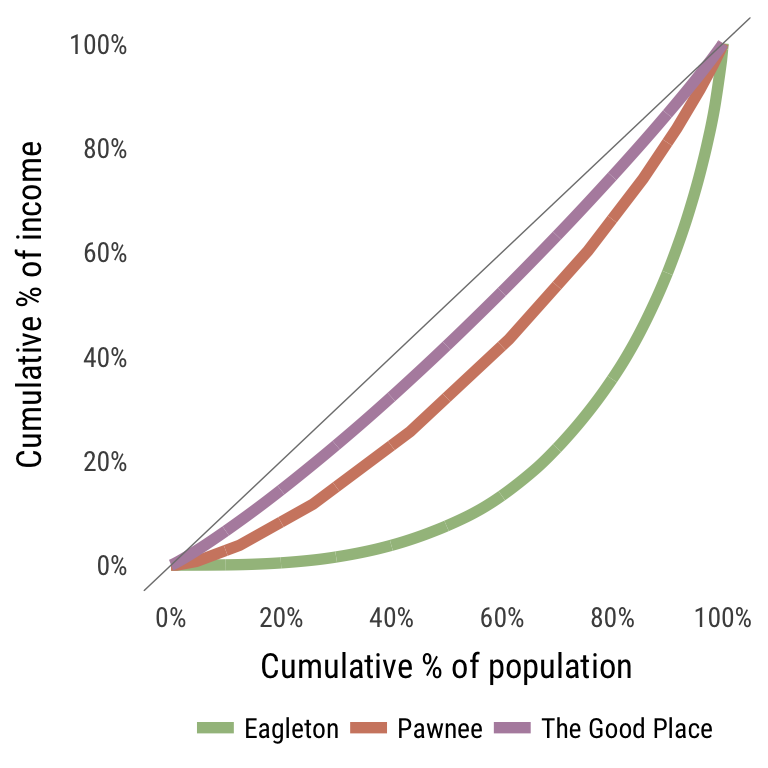 Cumulative % of income
100%
80%
60%
40%
20%
0%
0% 20% 40% 60% 80% 100%
Cumulative % of population
Eagleton Pawnee The Good Place